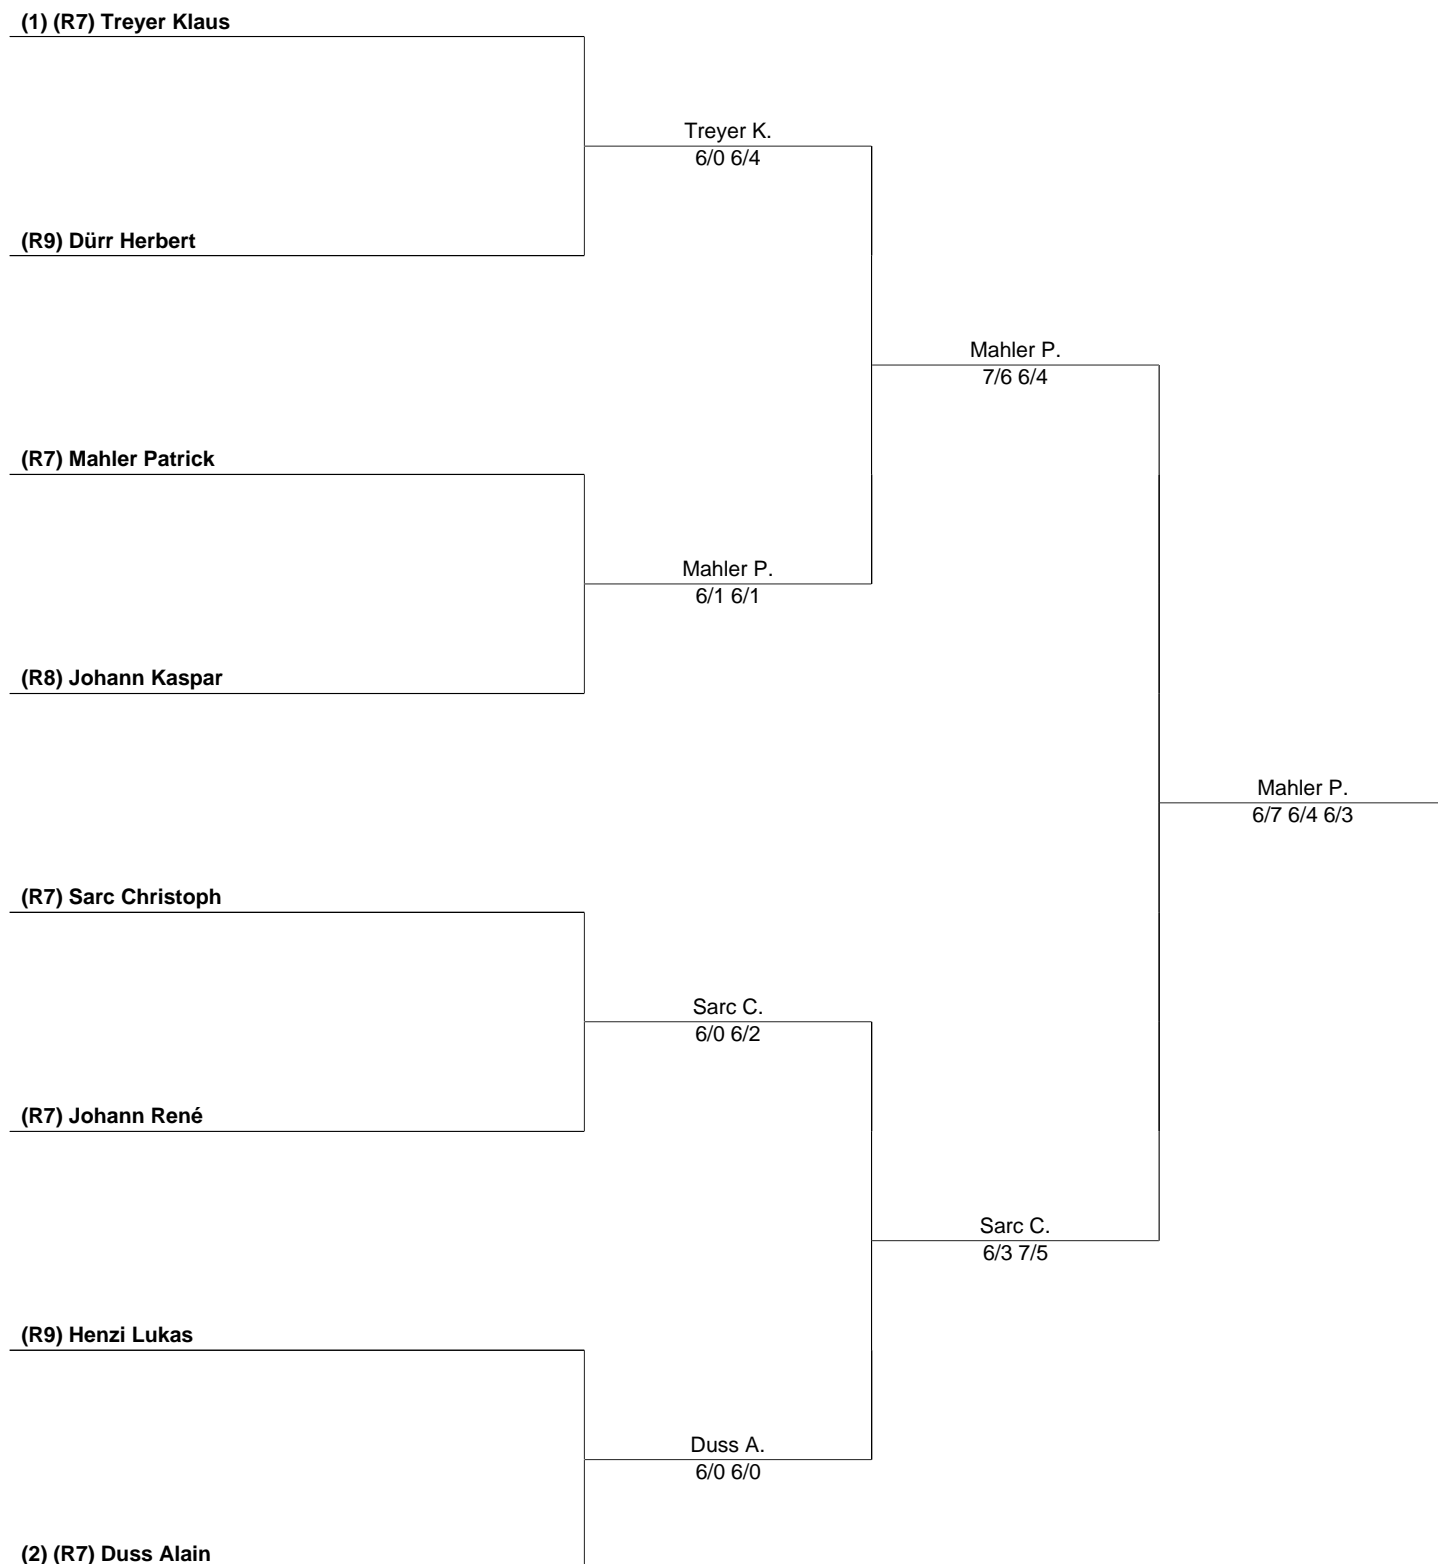 (1) (R7) Treyer Klaus
Treyer K.
6/0 6/4
(R9) Dürr Herbert
Mahler P.
7/6 6/4
(R7) Mahler Patrick
Mahler P.
6/1 6/1
(R8) Johann Kaspar
Mahler P.
6/7 6/4 6/3
(R7) Sarc Christoph
Sarc C.
6/0 6/2
(R7) Johann René
Sarc C.
6/3 7/5
(R9) Henzi Lukas
Duss A.
6/0 6/0
(2) (R7) Duss Alain